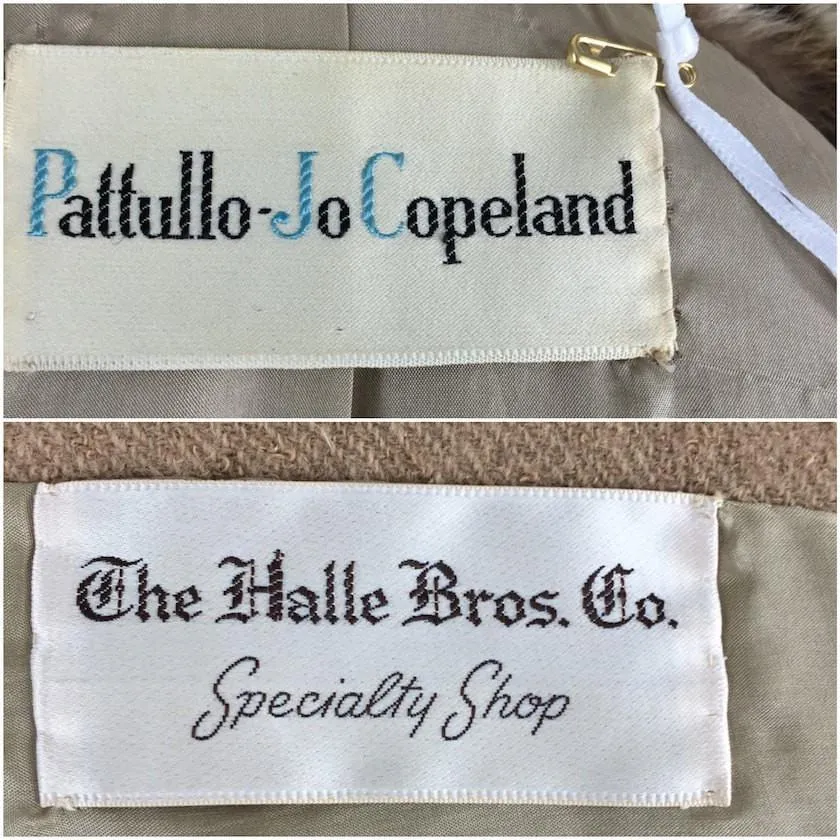 Pattullo-Jo Copeland
The Halle Bros. Co.
Specialty Shop